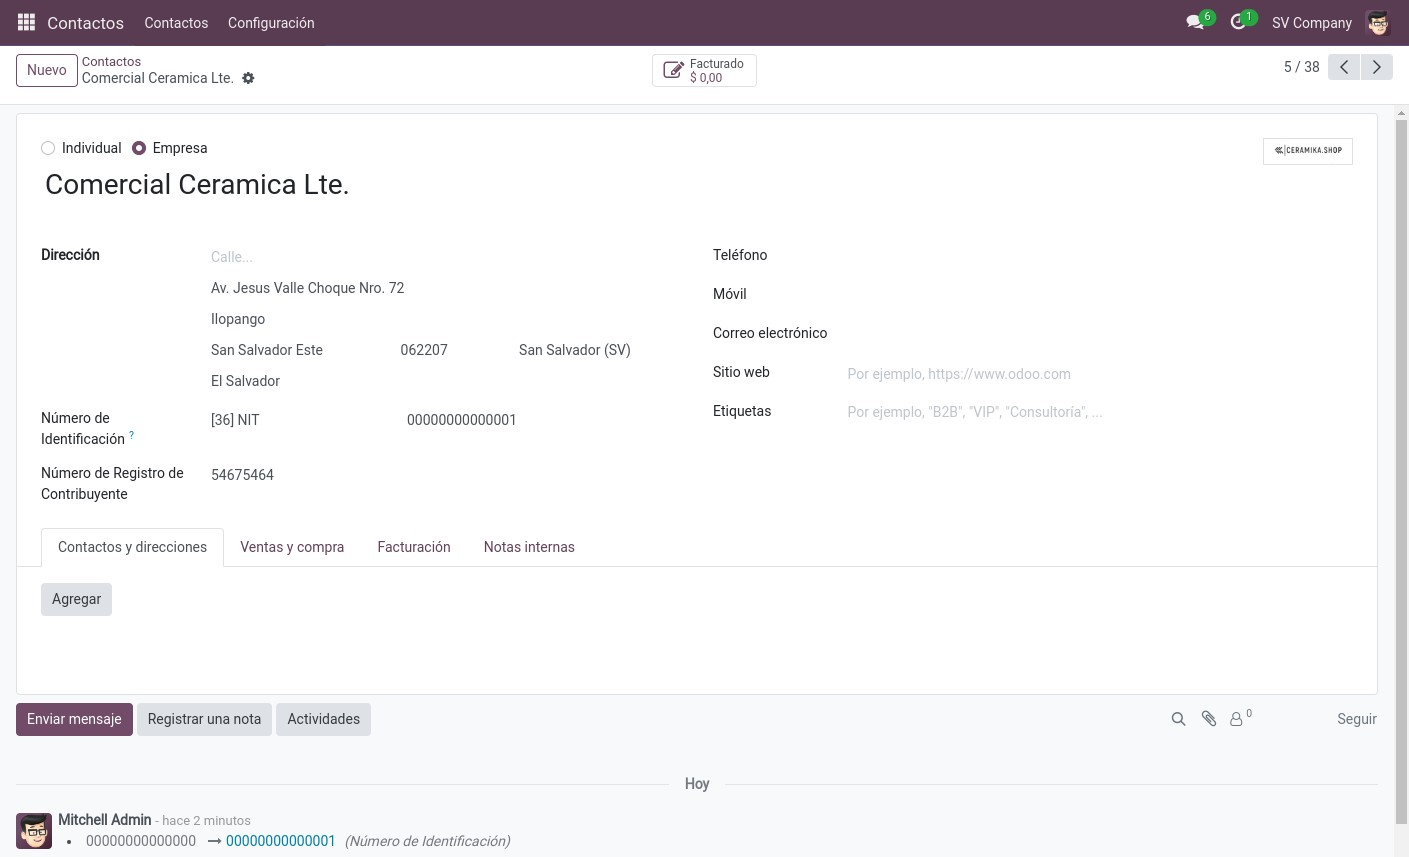 Contactos Contactos Configuración 6 1 SV Company
Nuevo Contactos
Comercial Ceramica Lte.
Facturado
$ 0,00
5 / 38
Individual Empresa
CERAMIKA.SHOP
Comercial Ceramica Lte.
Dirección Calle...
Av. Jesus Valle Choque Nro. 72
Ilopango
San Salvador Este 062207 San Salvador (SV)
El Salvador
Número de Identificación ? [36] NIT 00000000000001
Número de Registro de Contribuyente 54675464
Teléfono
Móvil
Correo electrónico
Sitio web Por ejemplo, https://www.odoo.com
Etiquetas Por ejemplo, "B2B", "VIP", "Consultoría", ...
Contactos y direcciones Ventas y compra Facturación Notas internas
Agregar
Enviar mensaje Registrar una nota Actividades 0 Seguir
Hoy
Mitchell Admin - hace 2 minutos
• 00000000000000 → 00000000000001 (Número de Identificación)